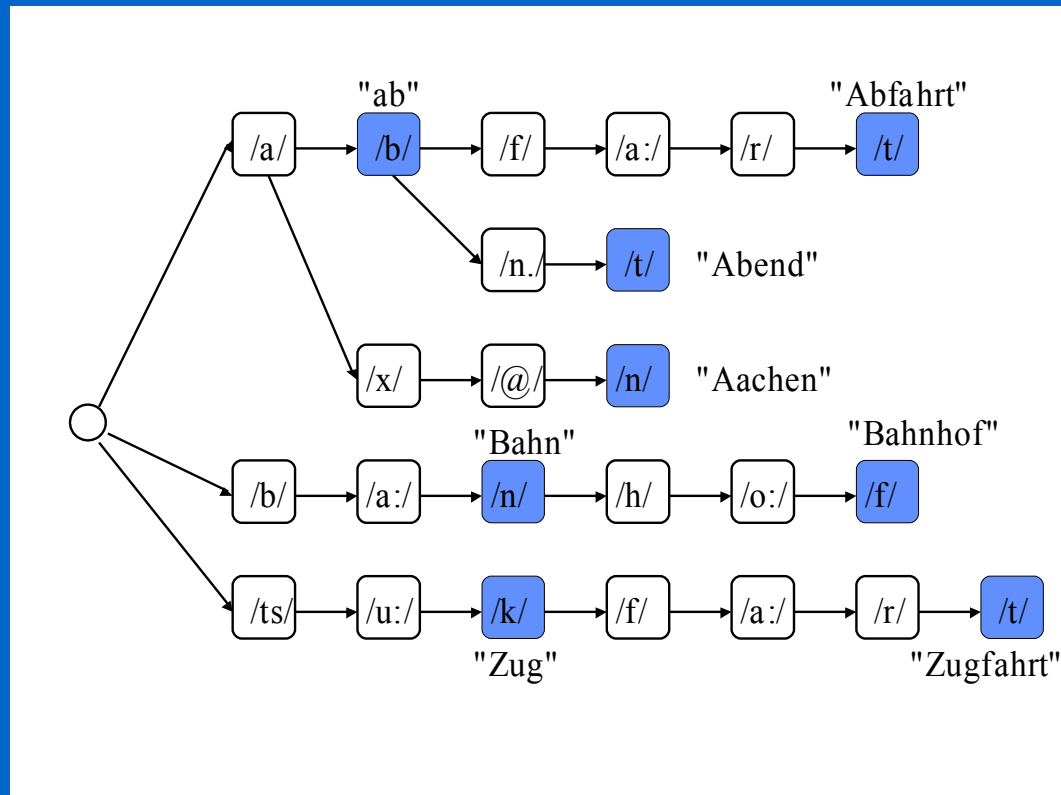 "ab" "Abfahrt"
/a/ /b/ /f/ /a:/ /r/ /t/
/n./ /t/ "Abend"
/x/ /@/ /n/ "Aachen"
"Bahn" "Bahnhof"
/b/ /a:/ /n/ /h/ /o:/ /f/
/ts/ /u:/ /k/ /f/ /a:/ /r/ /t/
"Zug" "Zugfahrt"